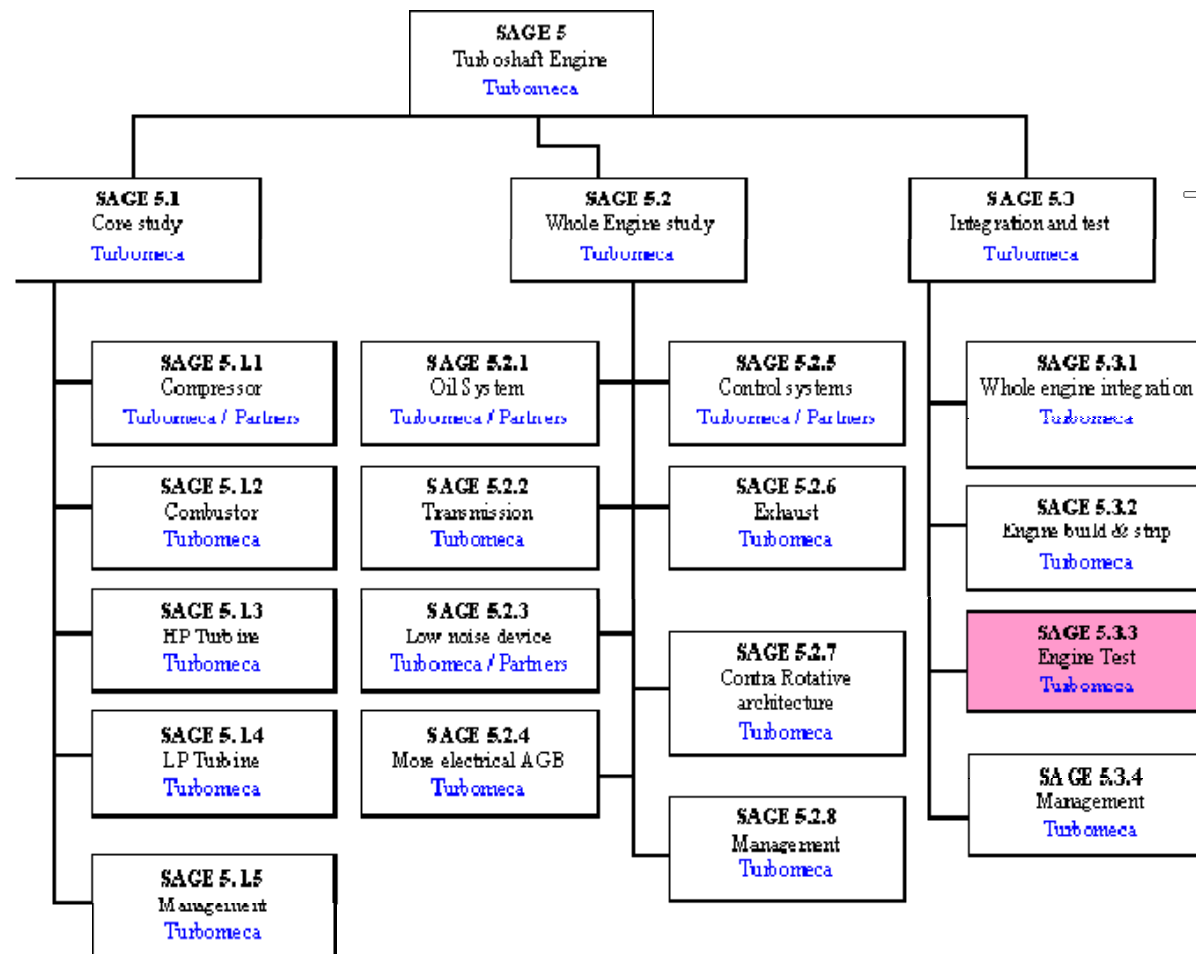 SAGE 5
Turboshaft Engine
Turbomeca
SAGE 5.1
Core study
Turbomeca
SAGE 5.2
Whole Engine study
Turbomeca
SAGE 5.3
Integration and test
Turbomeca
SAGE 5.1.1
Compressor
Turbomeca / Partners
SAGE 5.1.2
Combustor
Turbomeca
SAGE 5.1.3
HP Turbine
Turbomeca
SAGE 5.1.4
LP Turbine
Turbomeca
SAGE 5.1.5
Management
Turbomeca
SAGE 5.2.1
Oil System
Turbomeca / Partners
SAGE 5.2.2
Transmission
Turbomeca
SAGE 5.2.3
Low noise device
Turbomeca / Partners
SAGE 5.2.4
More electrical AGB
Turbomeca
SAGE 5.2.5
Control systems
Turbomeca / Partners
SAGE 5.2.6
Exhaust
Turbomeca
SAGE 5.2.7
Contra Rotative
architecture
Turbomeca
SAGE 5.2.8
Management
Turbomeca
SAGE 5.3.1
Whole engine integration
Turbomeca
SAGE 5.3.2
Engine build & strip
Turbomeca
SAGE 5.3.3
Engine Test
Turbomeca
SAGE 5.3.4
Management
Turbomeca